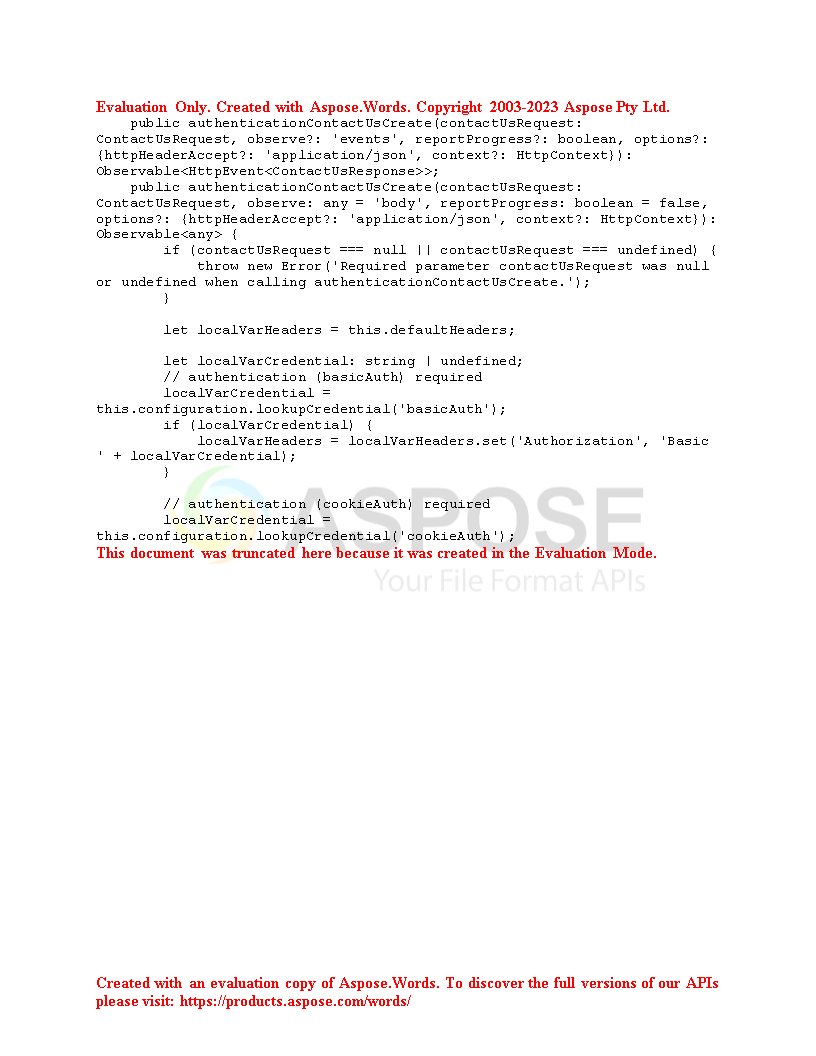 Evaluation Only. Created with Aspose.Words. Copyright 2003-2023 Aspose Pty Ltd.
    public authenticationContactUsCreate(contactUsRequest:
ContactUsRequest, observe?: 'events', reportProgress?: boolean, options?:
{httpHeaderAccept?: 'application/json', context?: HttpContext}):
Observable<HttpEvent<ContactUsResponse>>;
    public authenticationContactUsCreate(contactUsRequest:
ContactUsRequest, observe: any = 'body', reportProgress: boolean = false,
options?: {httpHeaderAccept?: 'application/json', context?: HttpContext}):
Observable<any> {
        if (contactUsRequest === null || contactUsRequest === undefined) {
            throw new Error('Required parameter contactUsRequest was null
or undefined when calling authenticationContactUsCreate.');
        }

        let localVarHeaders = this.defaultHeaders;

        let localVarCredential: string | undefined;
        // authentication (basicAuth) required
        localVarCredential =
this.configuration.lookupCredential('basicAuth');
        if (localVarCredential) {
            localVarHeaders = localVarHeaders.set('Authorization', 'Basic
' + localVarCredential);
        }

        // authentication (cookieAuth) required
        localVarCredential =
this.configuration.lookupCredential('cookieAuth');
This document was truncated here because it was created in the Evaluation Mode.
ASPOSE
Your File Format APIs
Created with an evaluation copy of Aspose.Words. To discover the full versions of our APIs
please visit: https://products.aspose.com/words/